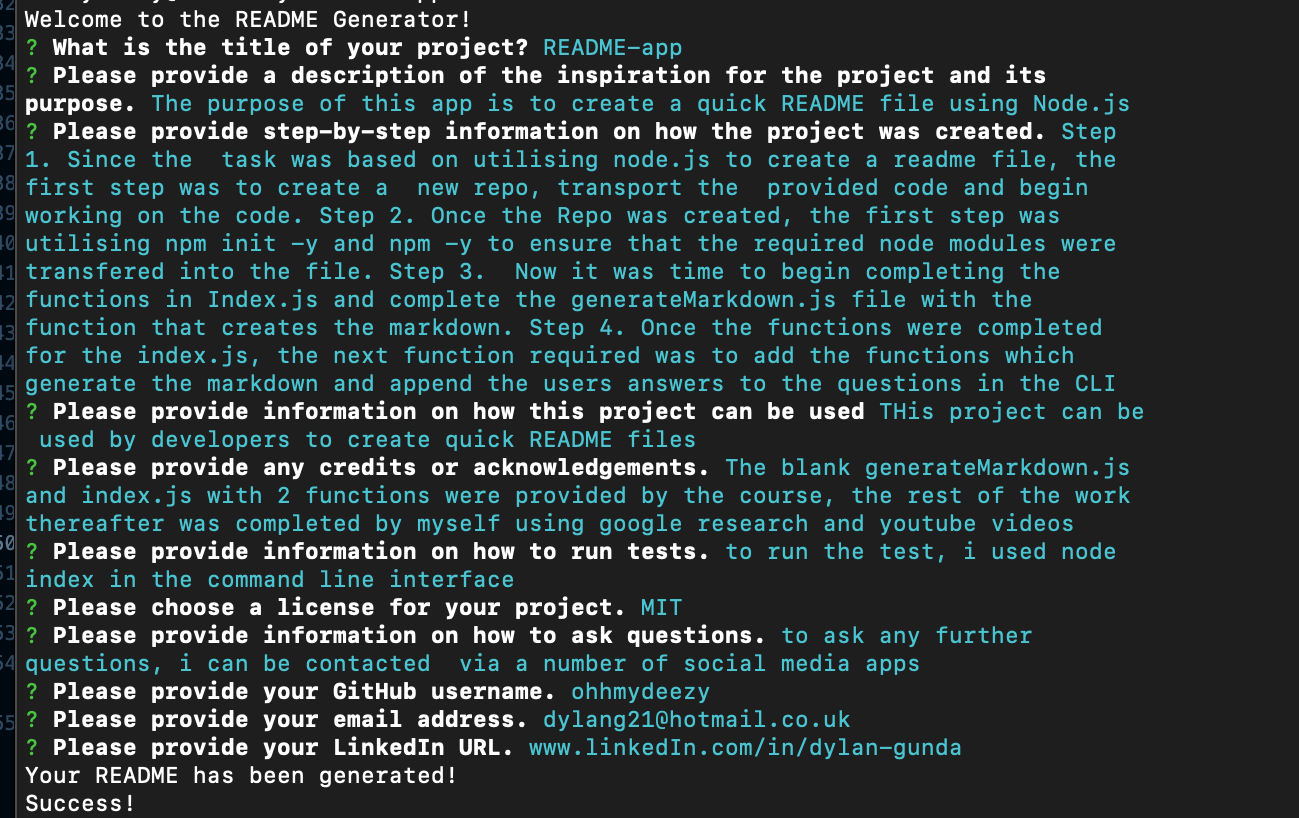 Welcome to the README Generator!
? What is the title of your project? README-app
? Please provide a description of the inspiration for the project and its
purpose. The purpose of this app is to create a quick README file using Node.js
? Please provide step-by-step information on how the project was created. Step
1. Since the  task was based on utilising node.js to create a readme file, the
first step was to create a  new repo, transport the  provided code and begin
working on the code. Step 2. Once the Repo was created, the first step was
utilising npm init -y and npm -y to ensure that the required node modules were
transfered into the file. Step 3.  Now it was time to begin completing the
functions in Index.js and complete the generateMarkdown.js file with the
function that creates the markdown. Step 4. Once the functions were completed
for the index.js, the next function required was to add the functions which
generate the markdown and append the users answers to the questions in the CLI
? Please provide information on how this project can be used THis project can be
 used by developers to create quick README files
? Please provide any credits or acknowledgements. The blank generateMarkdown.js
and index.js with 2 functions were provided by the course, the rest of the work
thereafter was completed by myself using google research and youtube videos
? Please provide information on how to run tests. to run the test, i used node
index in the command line interface
? Please choose a license for your project. MIT
? Please provide information on how to ask questions. to ask any further
questions, i can be contacted  via a number of social media apps
? Please provide your GitHub username. ohhmydeezy
? Please provide your email address. dylang21@hotmail.co.uk
? Please provide your LinkedIn URL. www.linkedIn.com/in/dylan-gunda
Your README has been generated!
Success!